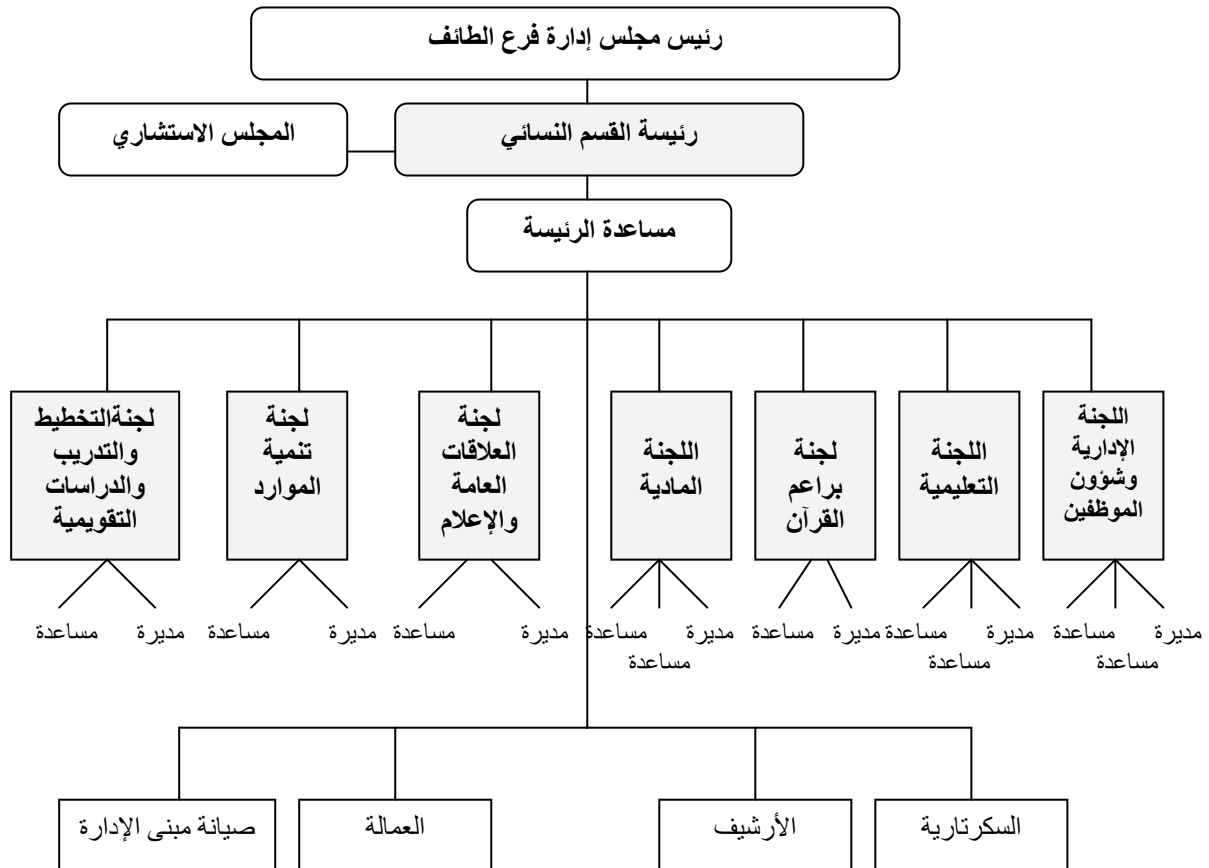 رئيس مجلس إدارة فرع الطائف
رئيسة القسم النسائي
المجلس الاستشاري
مساعدة الرئيسة
اللجنة
الإدارية
وشؤون
الموظفين
اللجنة
التعليمية
لجنة
براعم
القرآن
اللجنة
المادية
لجنة
العلاقات
العامة
والإعلام
لجنة
تنمية
الموارد
لجنةالتخطيط
والتدريب
والدراسات
التقويمية
مديرة مساعدة
مساعدة
مديرة مساعدة
مساعدة
مديرة مساعدة
مديرة مساعدة
مساعدة
مديرة مساعدة
مديرة مساعدة
مديرة مساعدة
السكرتارية
الأرشيف
العمالة
صيانة مبنى الإدارة